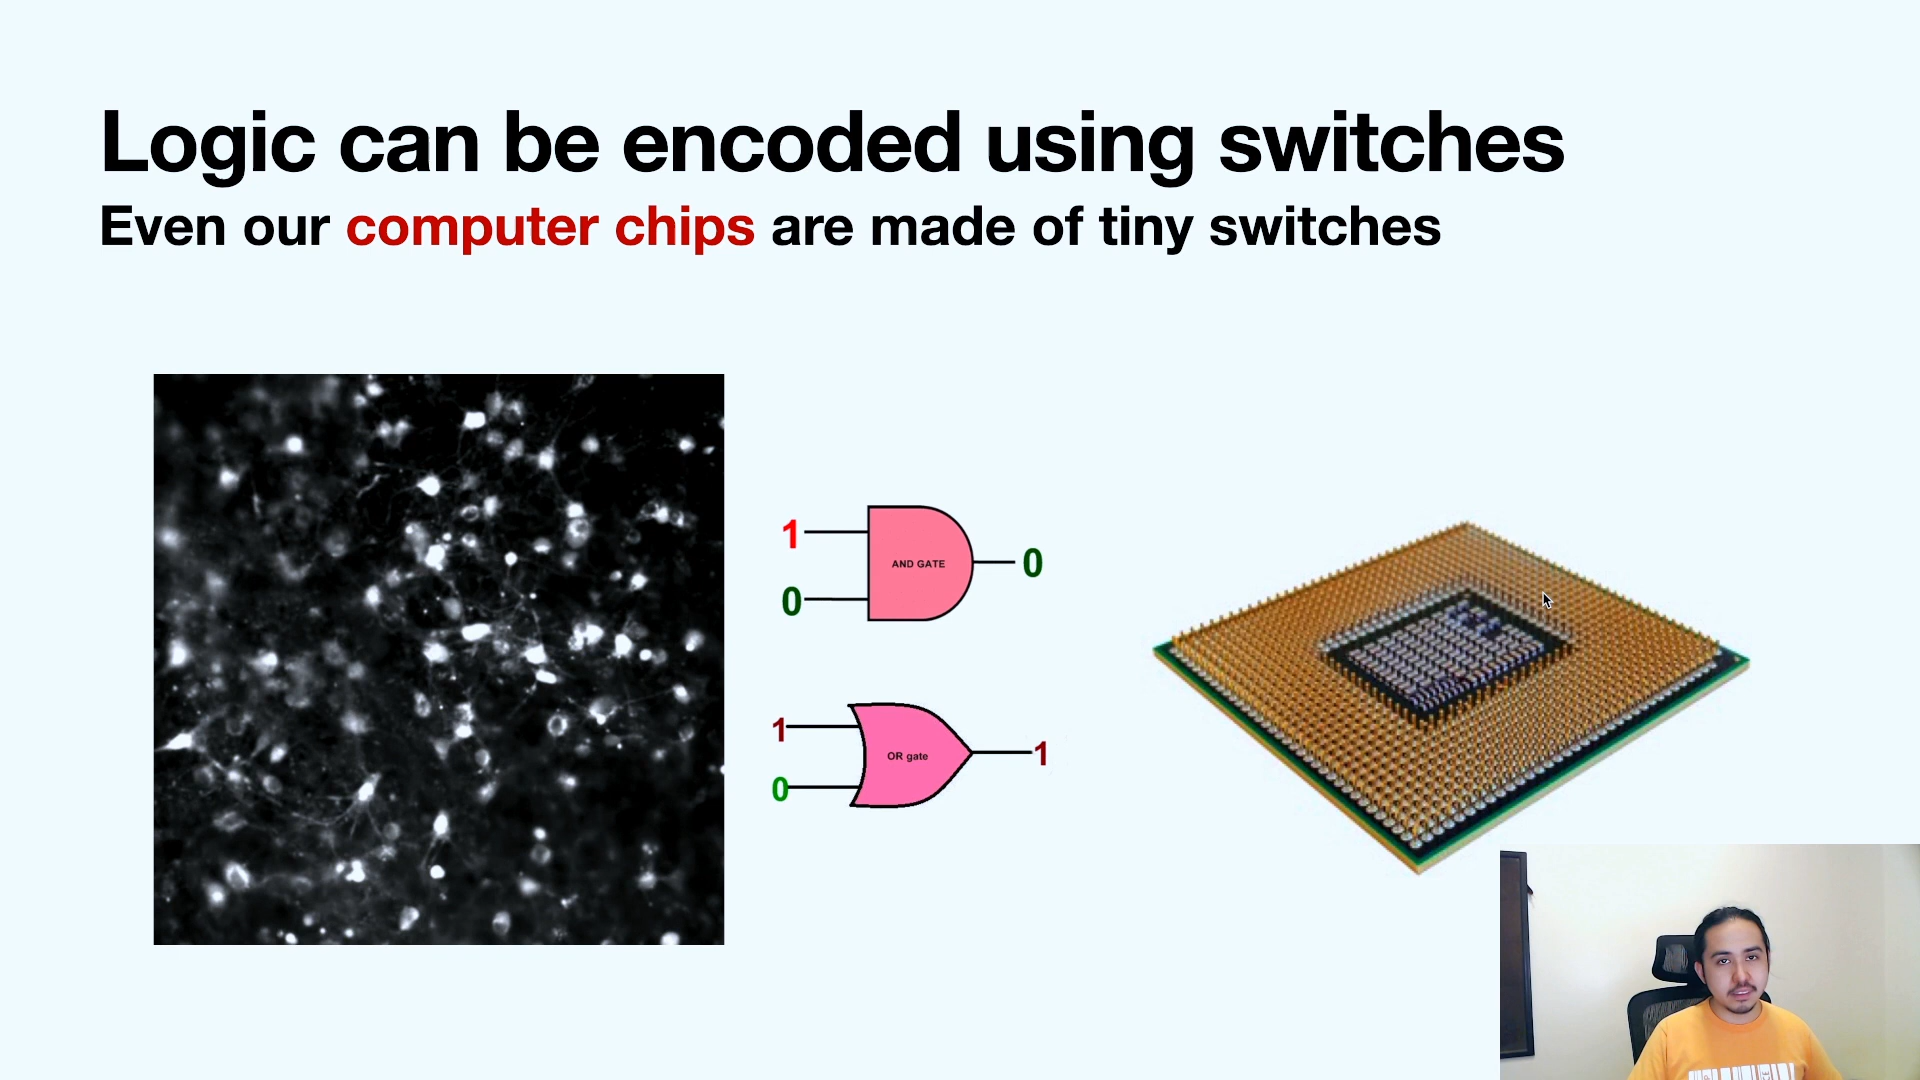 Logic can be encoded using switches
Even our computer chips are made of tiny switches
1
0
AND GATE
0
1
0
OR gate
1